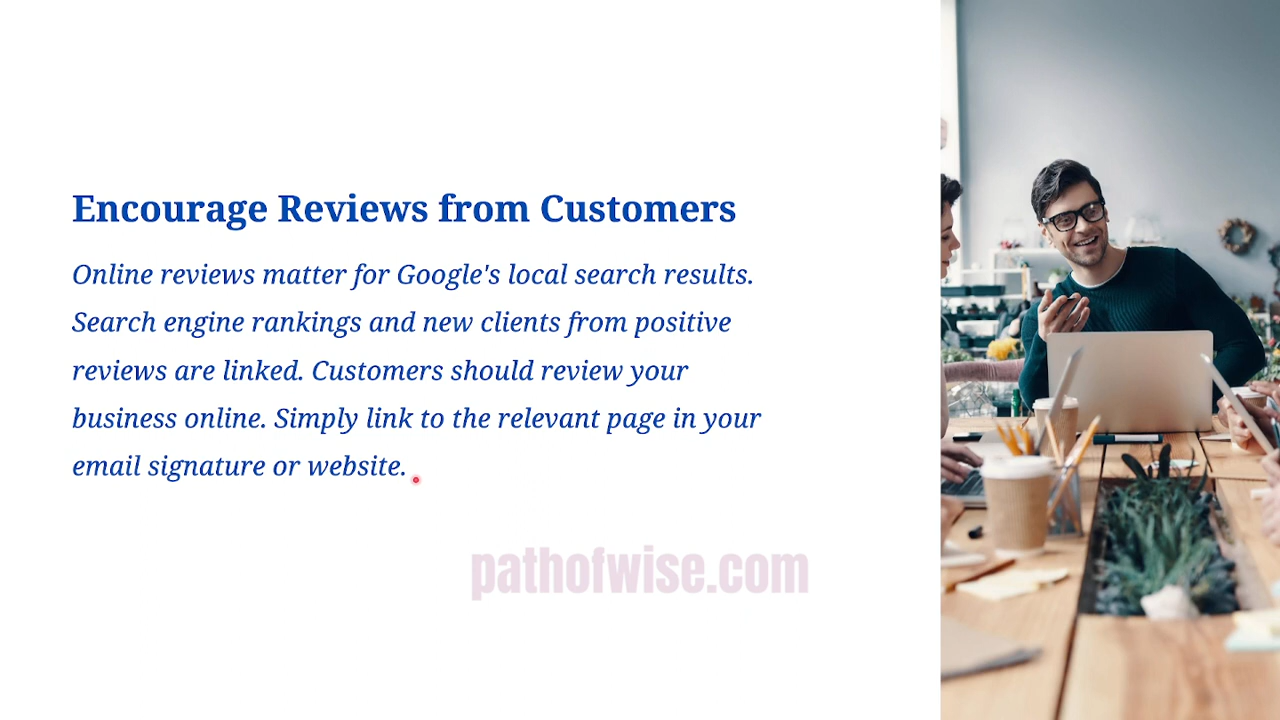 Encourage Reviews from Customers
Online reviews matter for Google's local search results.
Search engine rankings and new clients from positive
reviews are linked. Customers should review your
business online. Simply link to the relevant page in your
email signature or website.
pathofwise.com